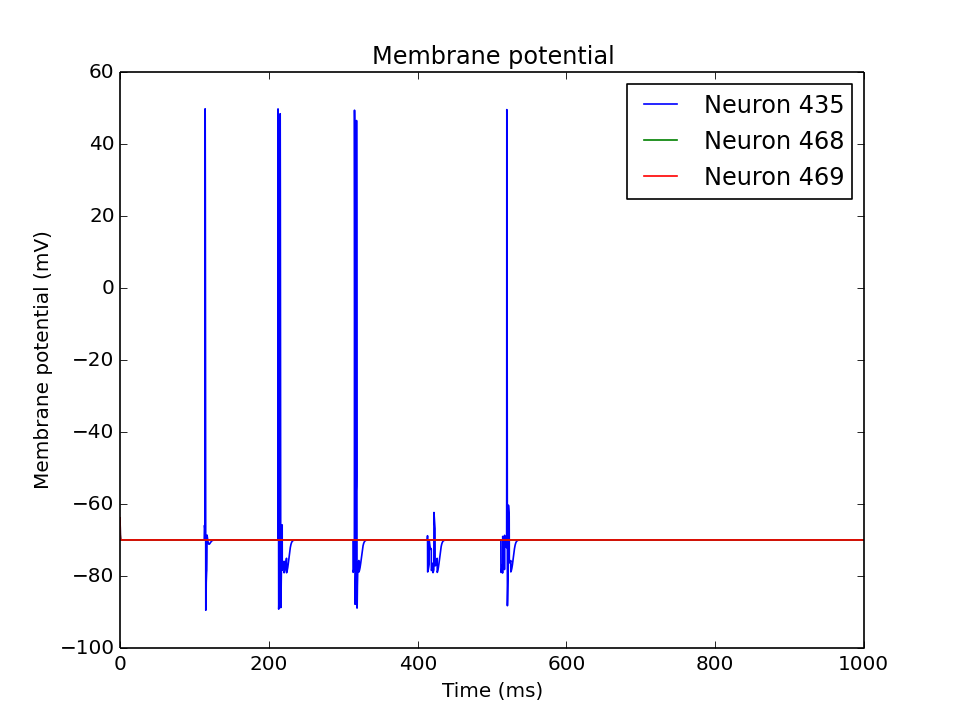 Membrane potential
60
40
20
0
−20
−40
−60
−80
−100
Membrane potential (mV)
Neuron 435
Neuron 468
Neuron 469
0 200 400 600 800 1000
Time (ms)